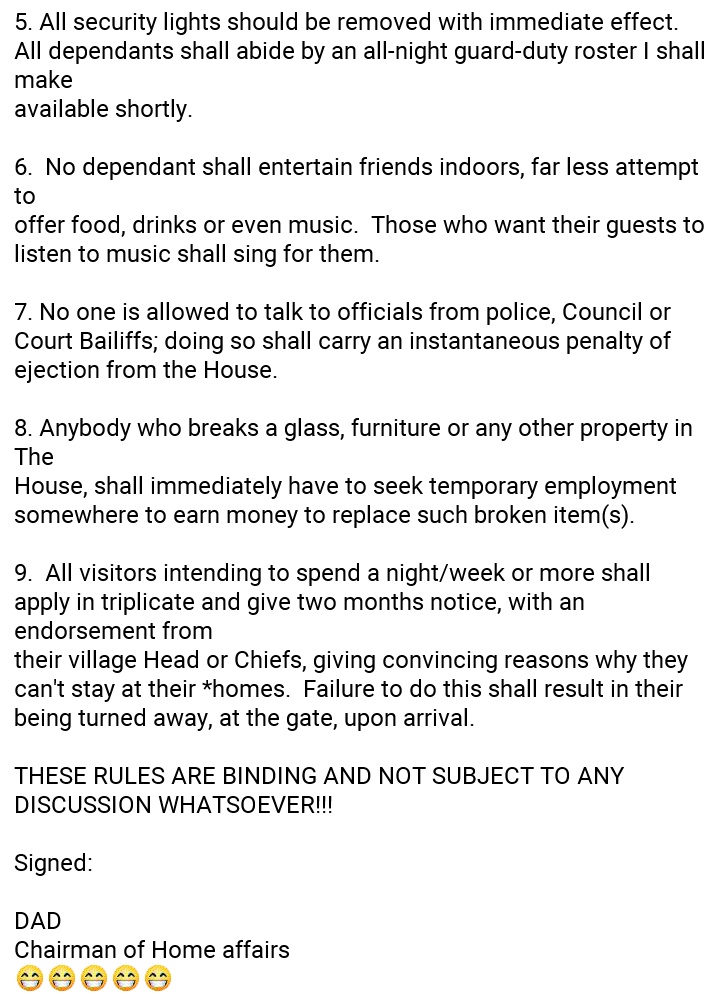 5. All security lights should be removed with immediate effect.
All dependants shall abide by an all-night guard-duty roster I shall
make
available shortly.
6.  No dependant shall entertain friends indoors, far less attempt
to
offer food, drinks or even music.  Those who want their guests to
listen to music shall sing for them.
7. No one is allowed to talk to officials from police, Council or
Court Bailiffs; doing so shall carry an instantaneous penalty of
ejection from the House.
8. Anybody who breaks a glass, furniture or any other property in
The
House, shall immediately have to seek temporary employment
somewhere to earn money to replace such broken item(s).
9.  All visitors intending to spend a night/week or more shall
apply in triplicate and give two months notice, with an
endorsement from
their village Head or Chiefs, giving convincing reasons why they
can't stay at their *homes.  Failure to do this shall result in their
being turned away, at the gate, upon arrival.
THESE RULES ARE BINDING AND NOT SUBJECT TO ANY
DISCUSSION WHATSOEVER!!!
Signed:
DAD
Chairman of Home affairs
😁😁😁😁😁